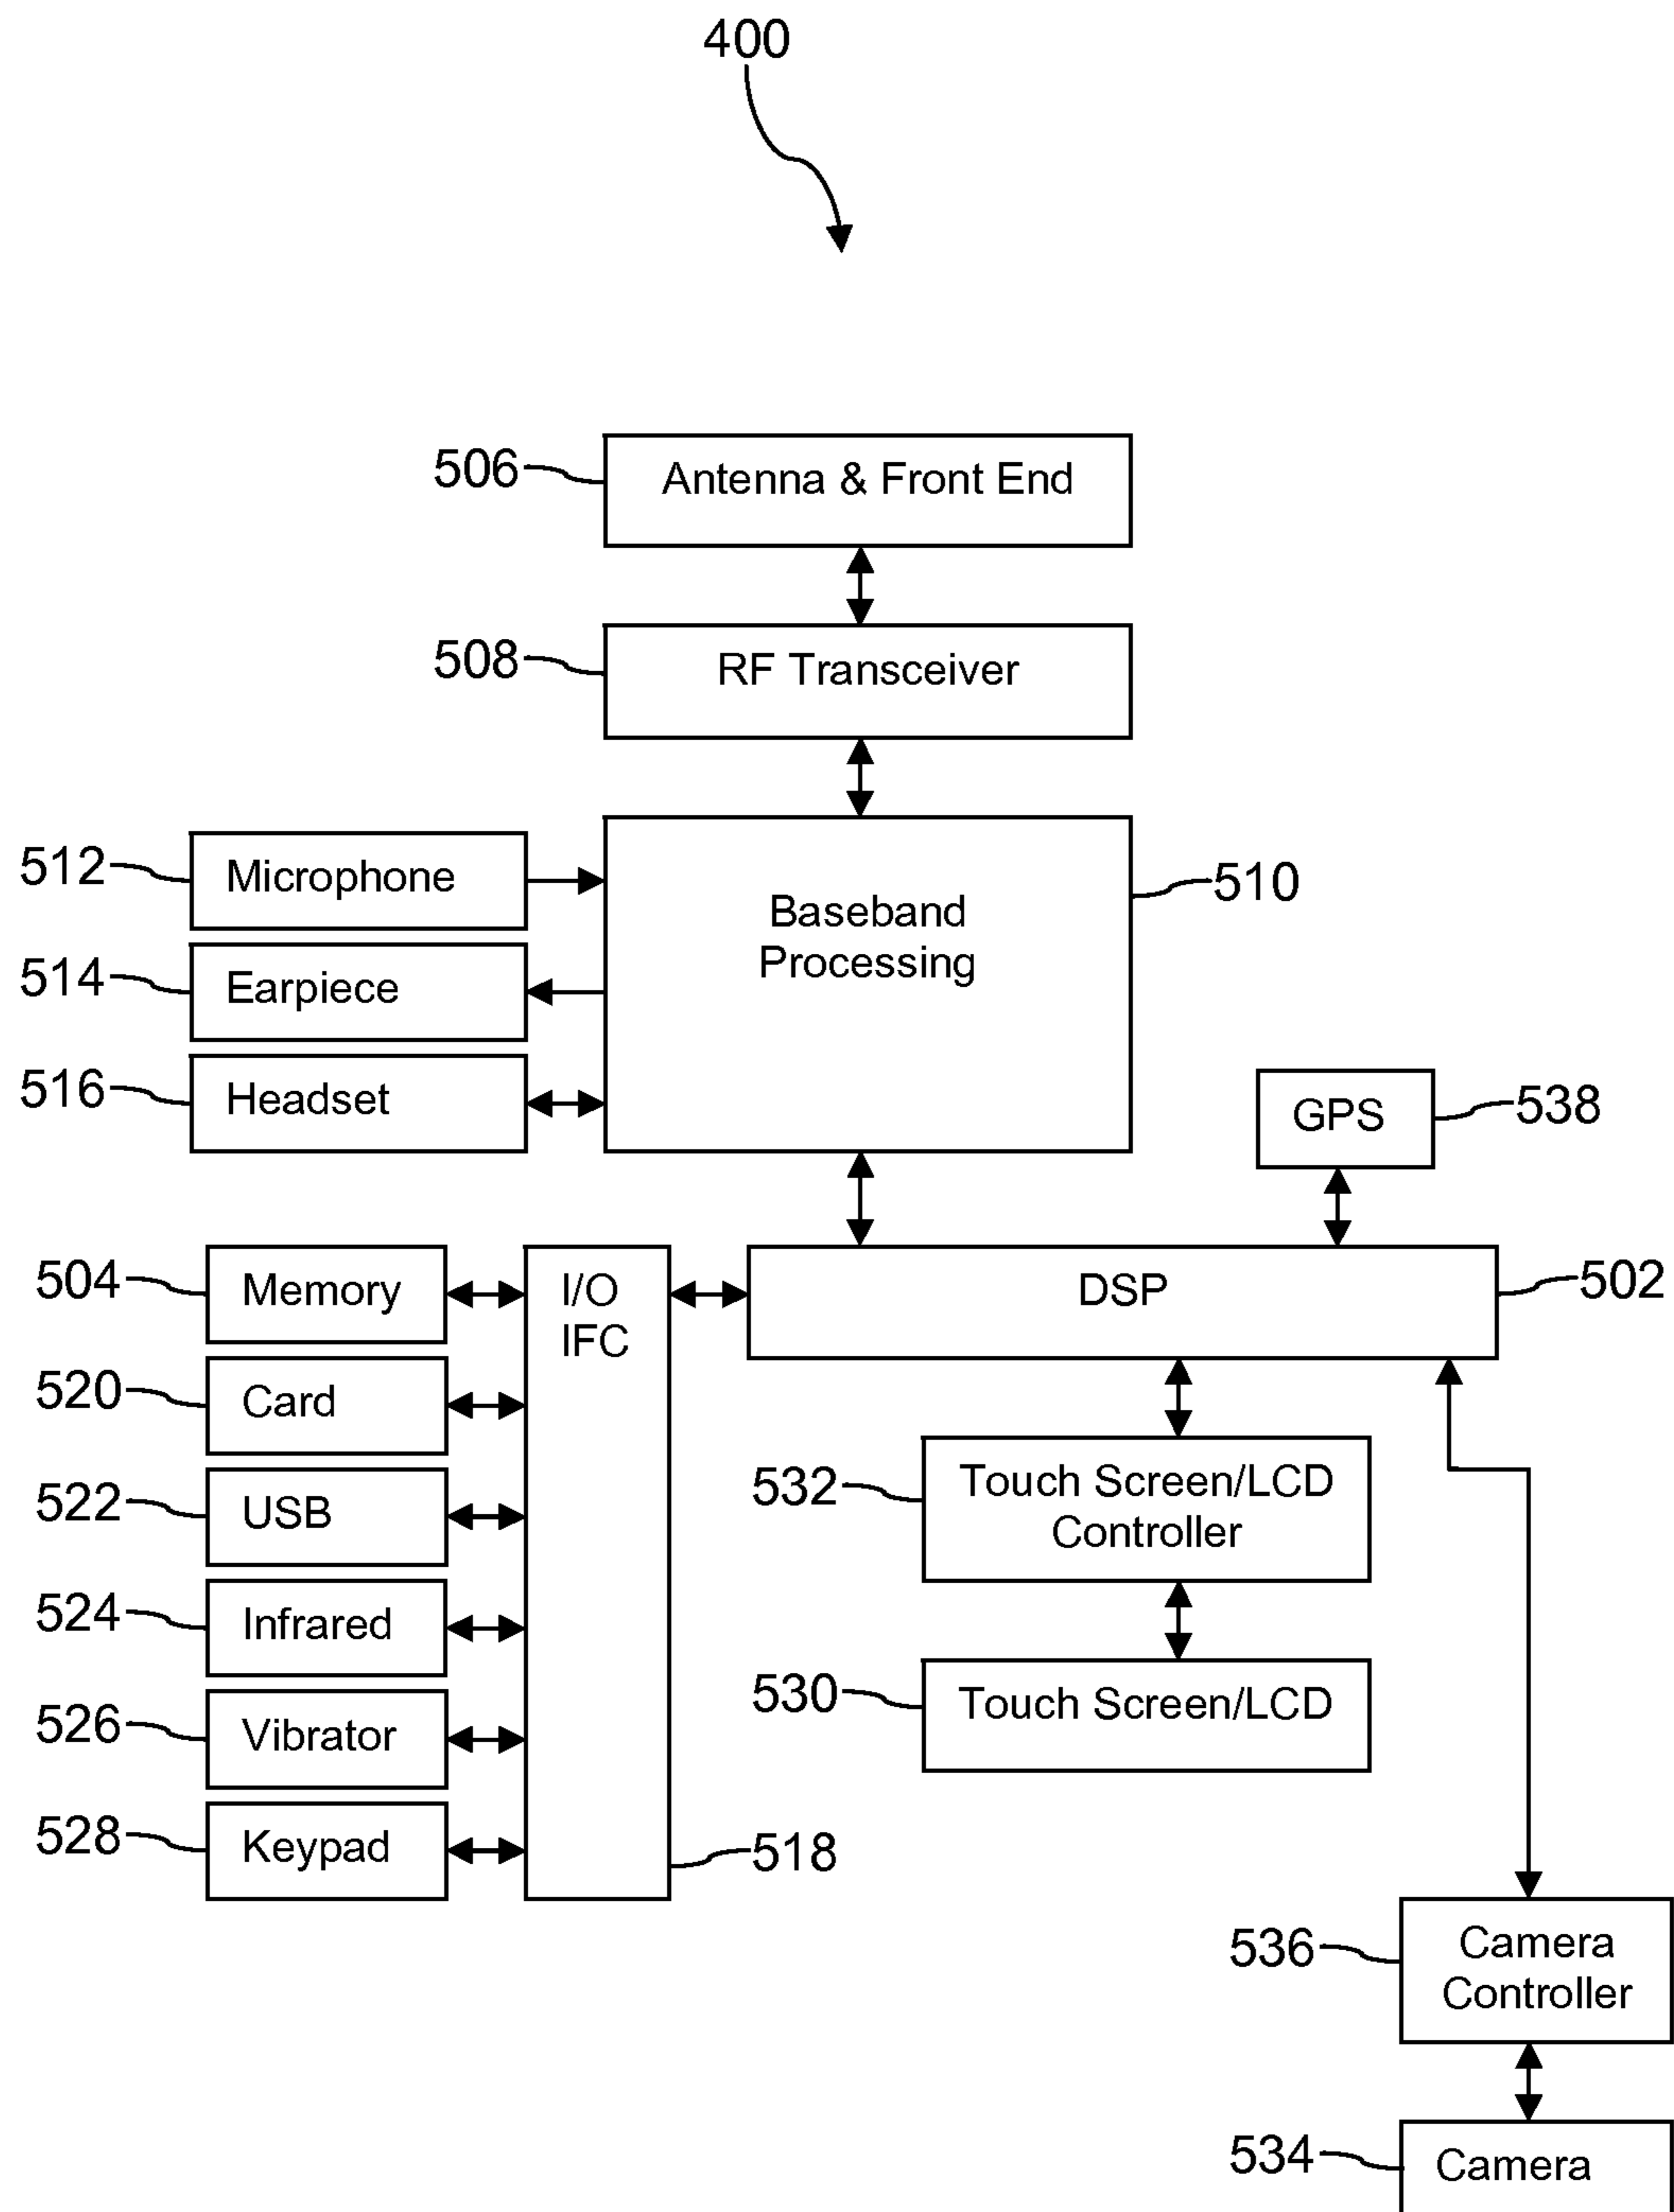 400
506
Antenna & Front End
508
RF Transceiver
512
Microphone
Baseband
Processing
510
514
Earpiece
516
Headset
GPS
538
504
Memory
I/O
IFC
DSP
502
520
Card
522
USB
532
Touch Screen/LCD
Controller
524
Infrared
530
Touch Screen/LCD
526
Vibrator
528
Keypad
518
536
Camera
Controller
534
Camera